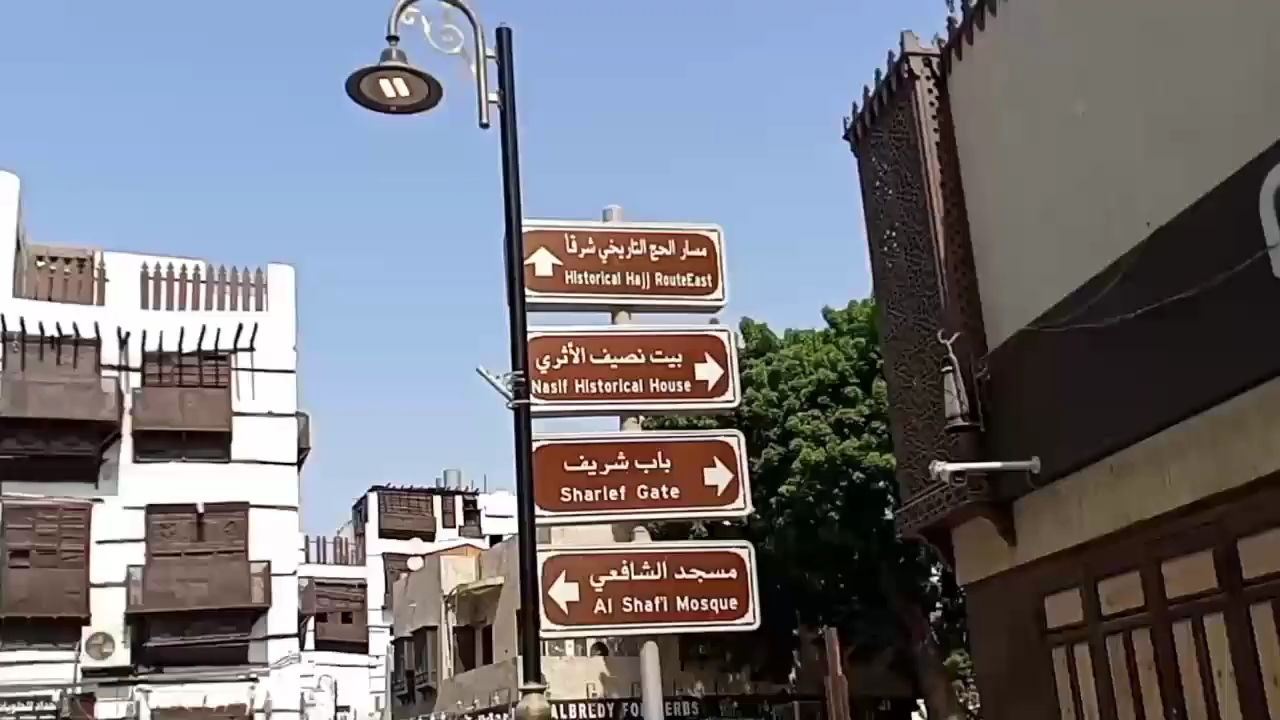 مسار الحج التاريخي شرقاً
Historical Hajj RouteEast
بيت نصيف الأثري
Nasif Historical House
باب شريف
Sharief Gate
مسجد الشافعي
Al Shafi'i Mosque
ALBREDY FOR HERBS